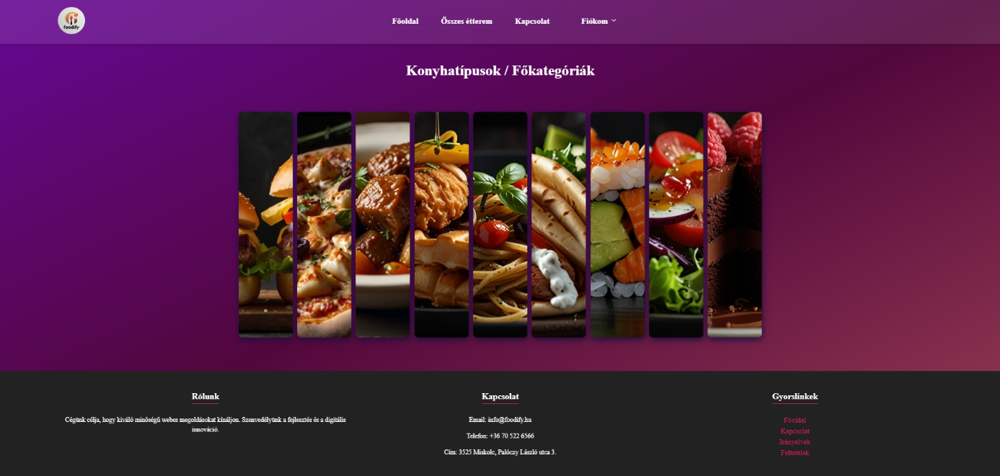 foodify
Főoldal Összes étterem Kapcsolat Fiókom
Konyhatípusok / Főkategóriák
Rólunk
Cégünk célja, hogy kiváló minőségű webes megoldásokat kínáljon. Szenvedélyünk a fejlesztés és a digitális
innováció.
Kapcsolat
Email: info@foodify.hu
Telefon: +36 70 522 6566
Cím: 3525 Miskolc, Palóczy László utca 3.
Gyorslinkek
Főoldal
Kapcsolat
Irányelvek
Feltételek